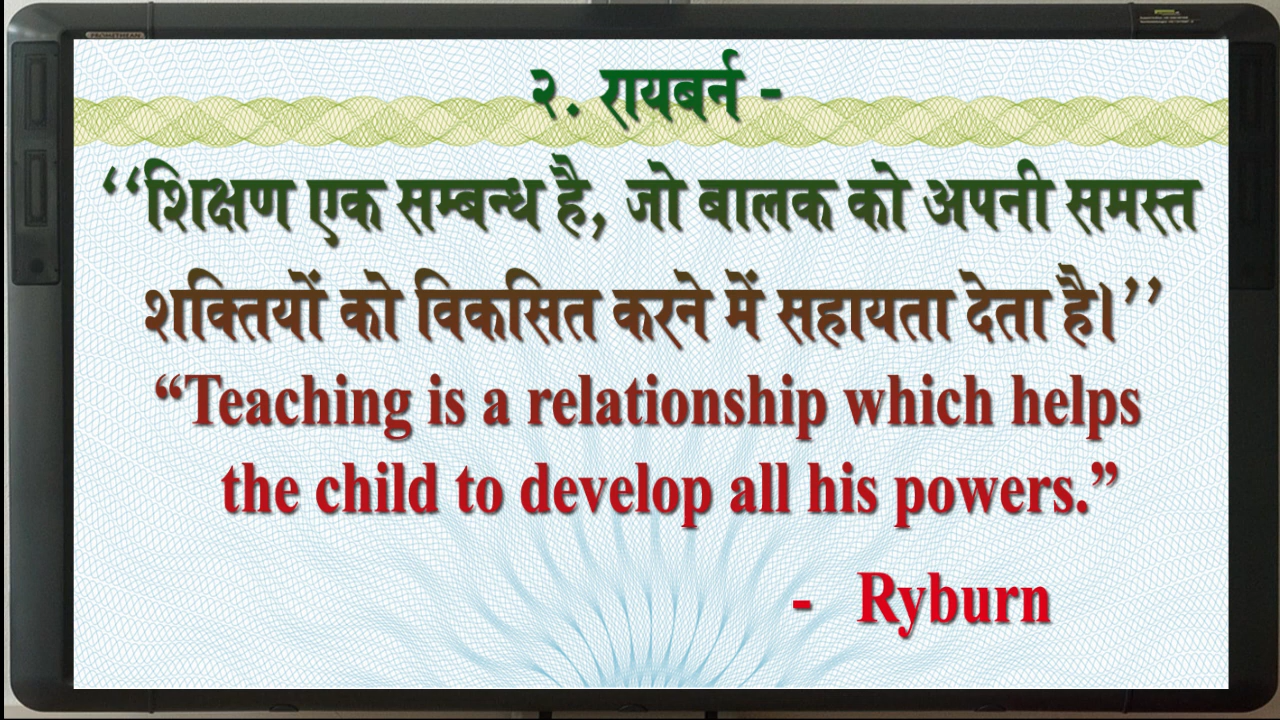 PROMETHEAN
२. रायबर्न -
‘‘शिक्षण एक सम्बन्ध है, जो बालक को अपनी समस्त
शक्तियों को विकसित करने में सहायता देता है।’’
“Teaching is a relationship which helps
the child to develop all his powers.”
- Ryburn